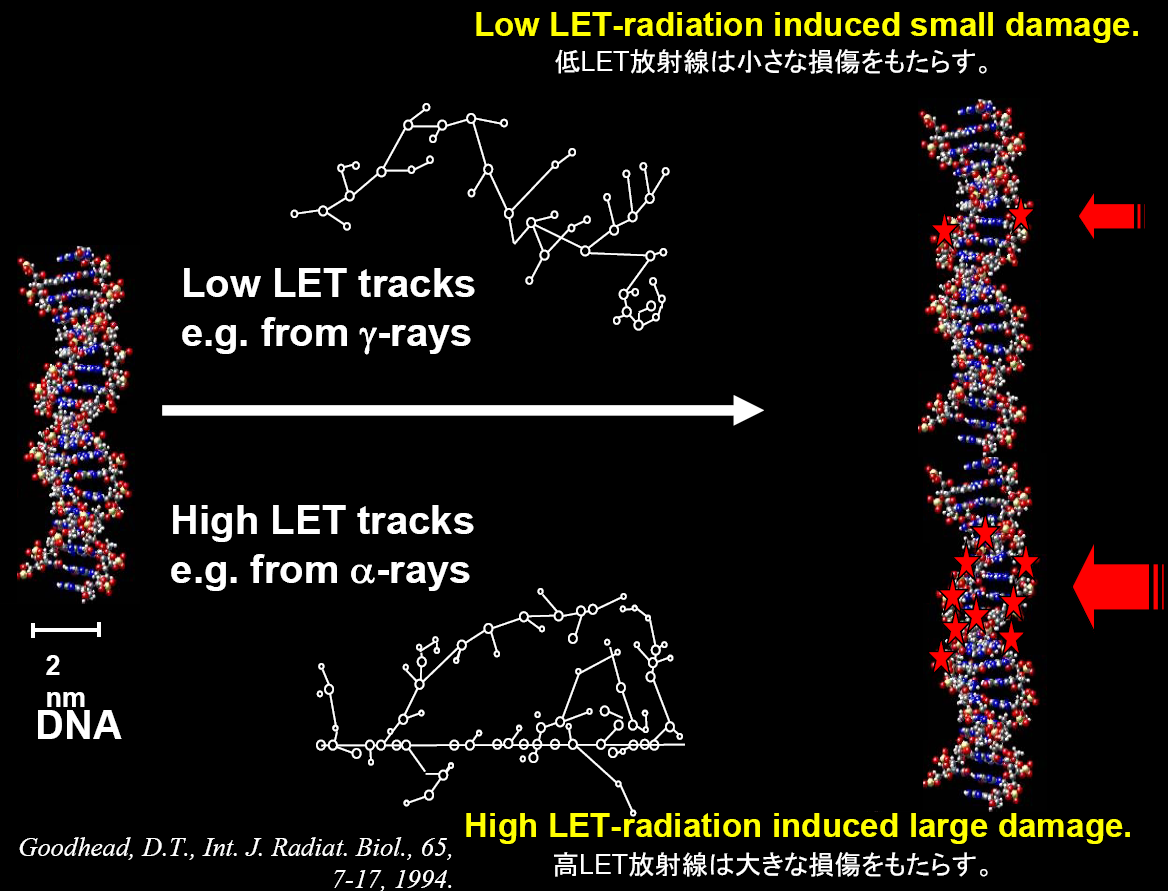 Low LET-radiation induced small damage.
低LET放射線は小さな損傷をもたらす。
Low LET tracks
e.g. from γ-rays
High LET tracks
e.g. from α-rays
2
nm
DNA
High LET-radiation induced large damage.
高LET放射線は大きな損傷をもたらす。
Goodhead, D.T., Int. J. Radiat. Biol., 65,
7-17, 1994.